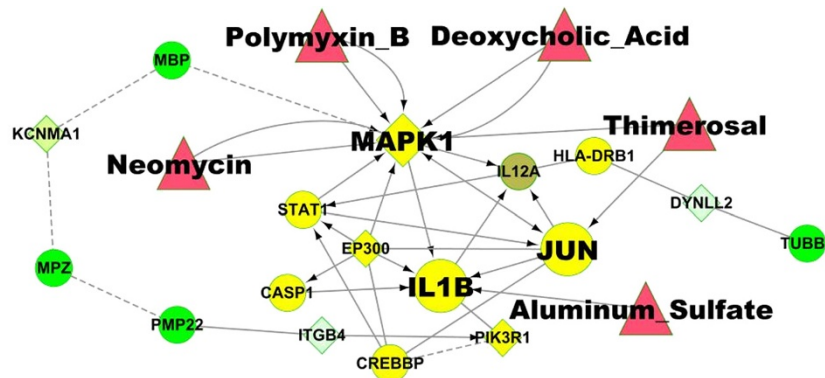 Polymyxin_B
Deoxycholic_Acid
MBP
KCNMA1
MAPK1
Thimerosal
Neomycin
HLA-DRB1
IL12A
STAT1
DYNLL2
EP300
JUN
TUBB
MPZ
CASP1
IL1B
Aluminum_Sulfate
PMP22
ITGB4
PIK3R1
CREBBP